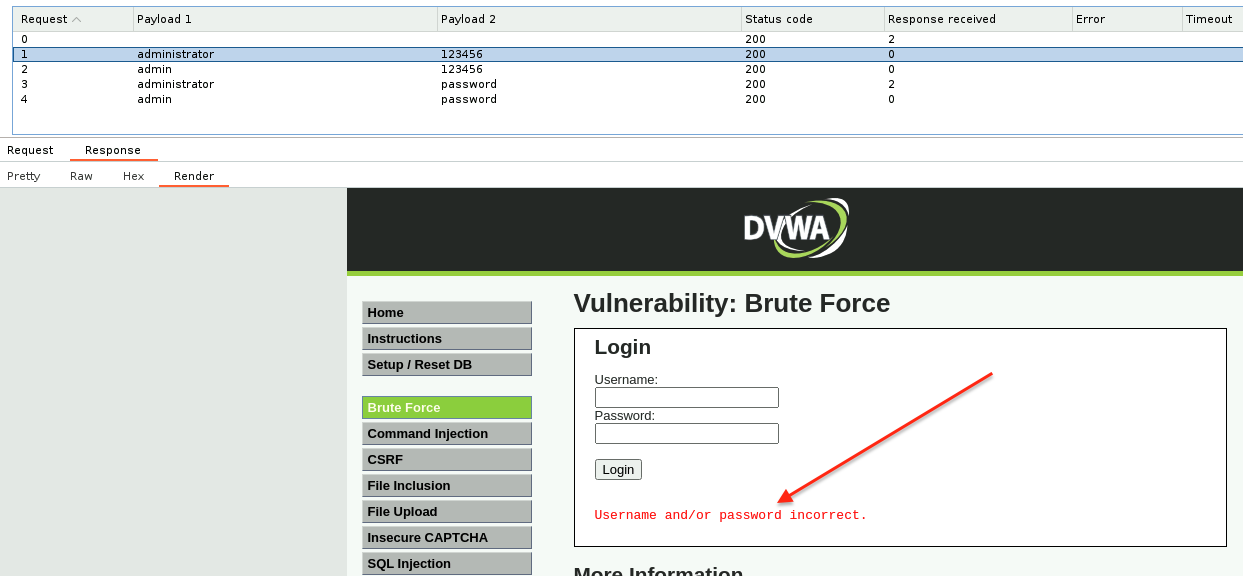 Request Payload 1 Payload 2 Status code Response received Error Timeout
0 200 2
1 administrator 123456 200 0
2 admin 123456 200 0
3 administrator password 200 2
4 admin password 200 0
Request Response
Pretty Raw Hex Render
DVWA
Vulnerability: Brute Force
Home
Instructions
Setup / Reset DB
Brute Force
Command Injection
CSRF
File Inclusion
File Upload
Insecure CAPTCHA
SQL Injection
Login
Username:
Password:
Login
Username and/or password incorrect.
More Information